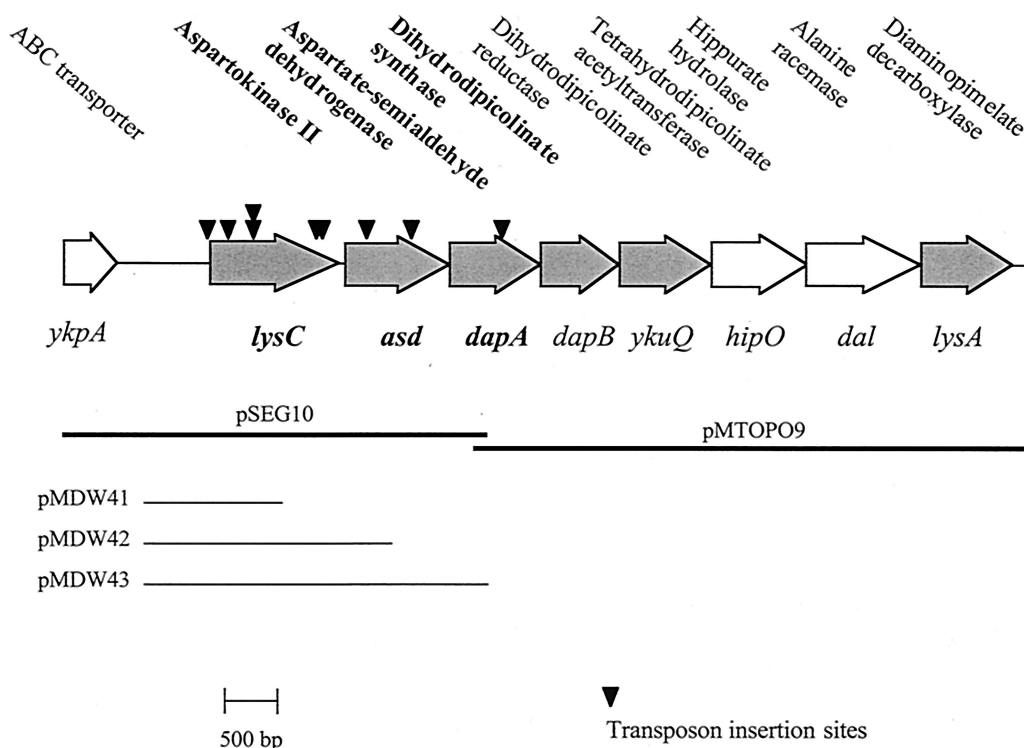 ABC transporter
Aspartokinase II
Aspartate-semialdehyde
dehydrogenase
Dihydrodipicolinate
synthase
Dihydrodipicolinate
reductase
Tetrahydrodipicolinate
acetyltransferase
Hippurate
hydrolase
Alanine
racemase
Diaminopimelate
decarboxylase
ykpA
lysC
asd
dapA
dapB
ykuQ
hipO
dal
lysA
pSEG10
pMTOPO9
pMDW41
pMDW42
pMDW43
500 bp
Transposon insertion sites